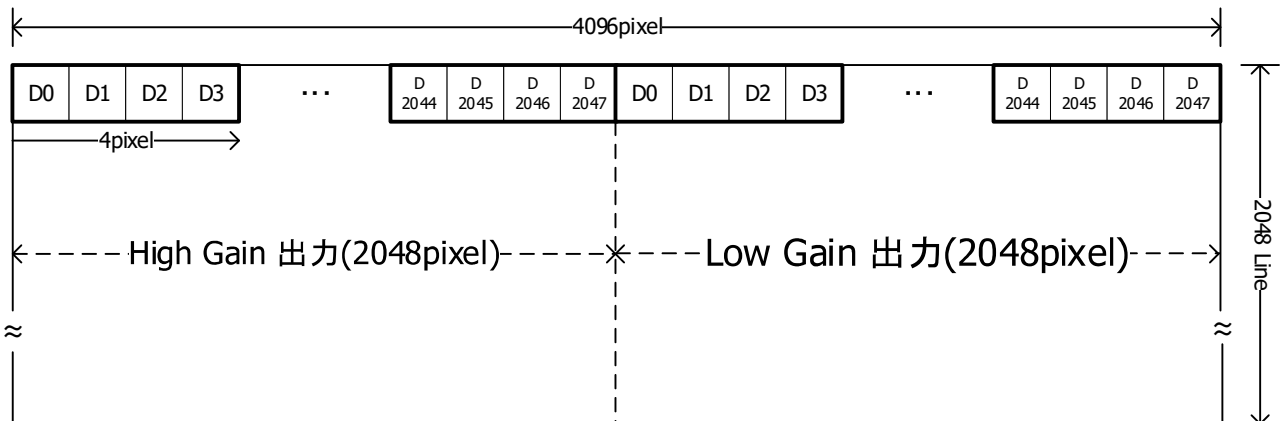 4096pixel
D0 D1 D2 D3 ... D 2044 D 2045 D 2046 D 2047 D0 D1 D2 D3 ... D 2044 D 2045 D 2046 D 2047
4pixel
High Gain 出力(2048pixel) Low Gain 出力(2048pixel)
2048 Line
≈ ≈